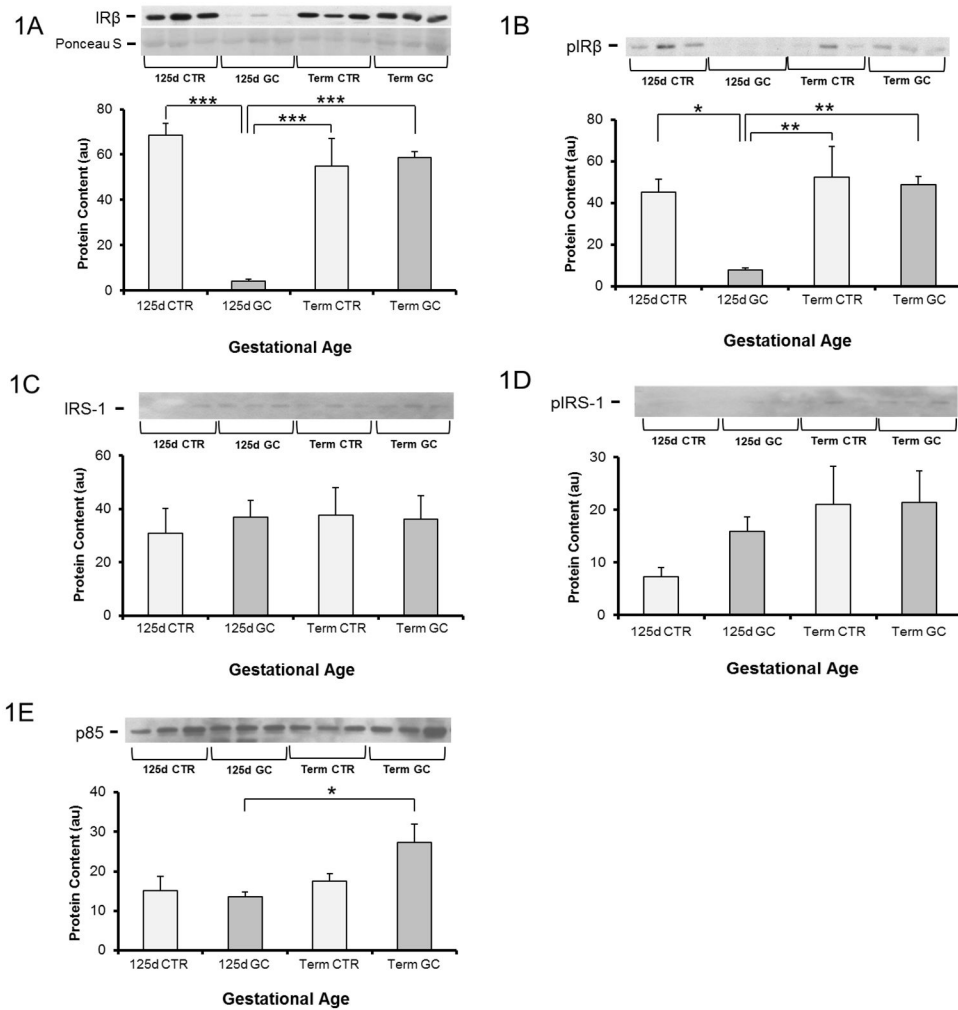 1A
IRβ
Ponceau S
125d CTR 125d GC Term CTR Term GC
*** *** ***
Protein Content (au)
80
60
40
20
0
125d CTR 125d GC Term CTR Term GC
Gestational Age
1B
pIRβ
125d CTR 125d GC Term CTR Term GC
* ** **
Protein Content (au)
80
60
40
20
0
125d CTR 125d GC Term CTR Term GC
Gestational Age
1C
IRS-1
125d CTR 125d GC Term CTR Term GC
Protein Content (au)
60
40
20
0
125d CTR 125d GC Term CTR Term GC
Gestational Age
1D
pIRS-1
125d CTR 125d GC Term CTR Term GC
Protein Content (au)
30
20
10
0
125d CTR 125d GC Term CTR Term GC
Gestational Age
1E
p85
125d CTR 125d GC Term CTR Term GC
*
Protein Content (au)
40
30
20
10
0
125d CTR 125d GC Term CTR Term GC
Gestational Age